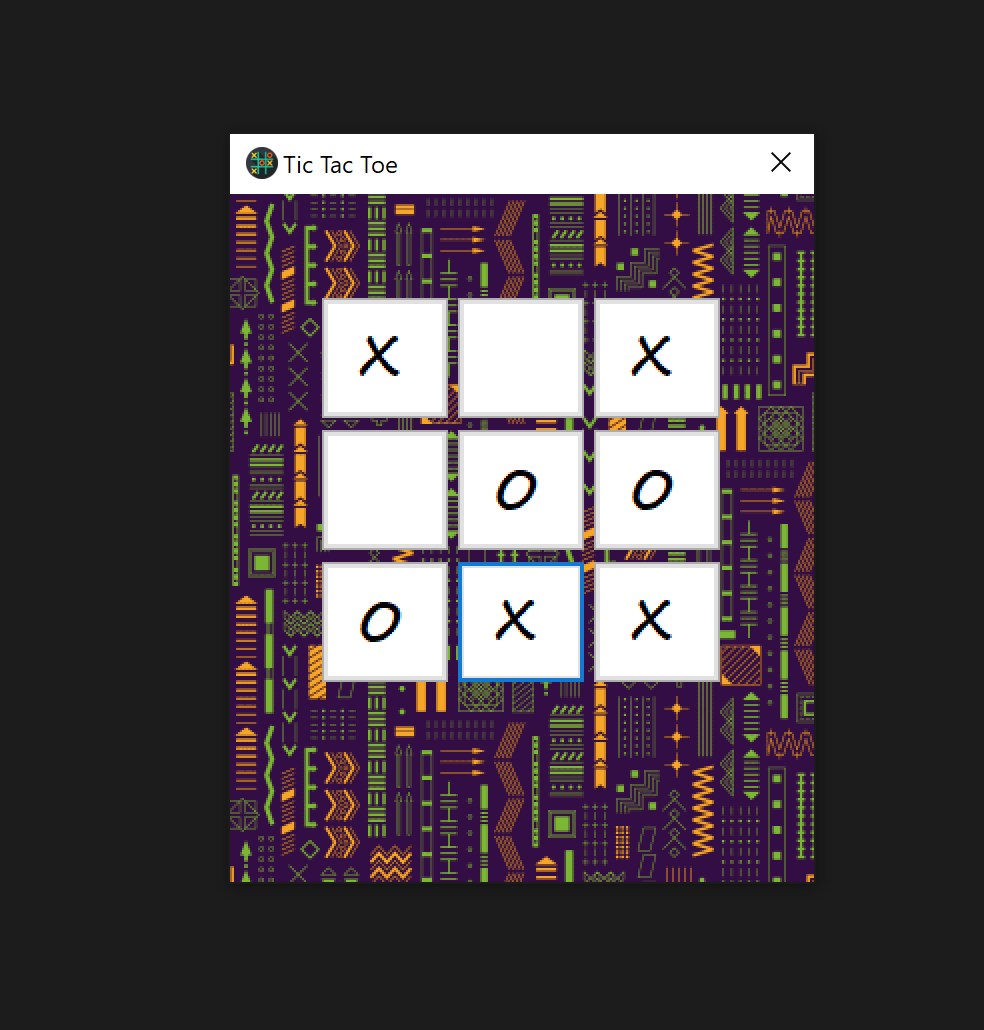 Tic Tac Toe
X X
O O
O X X